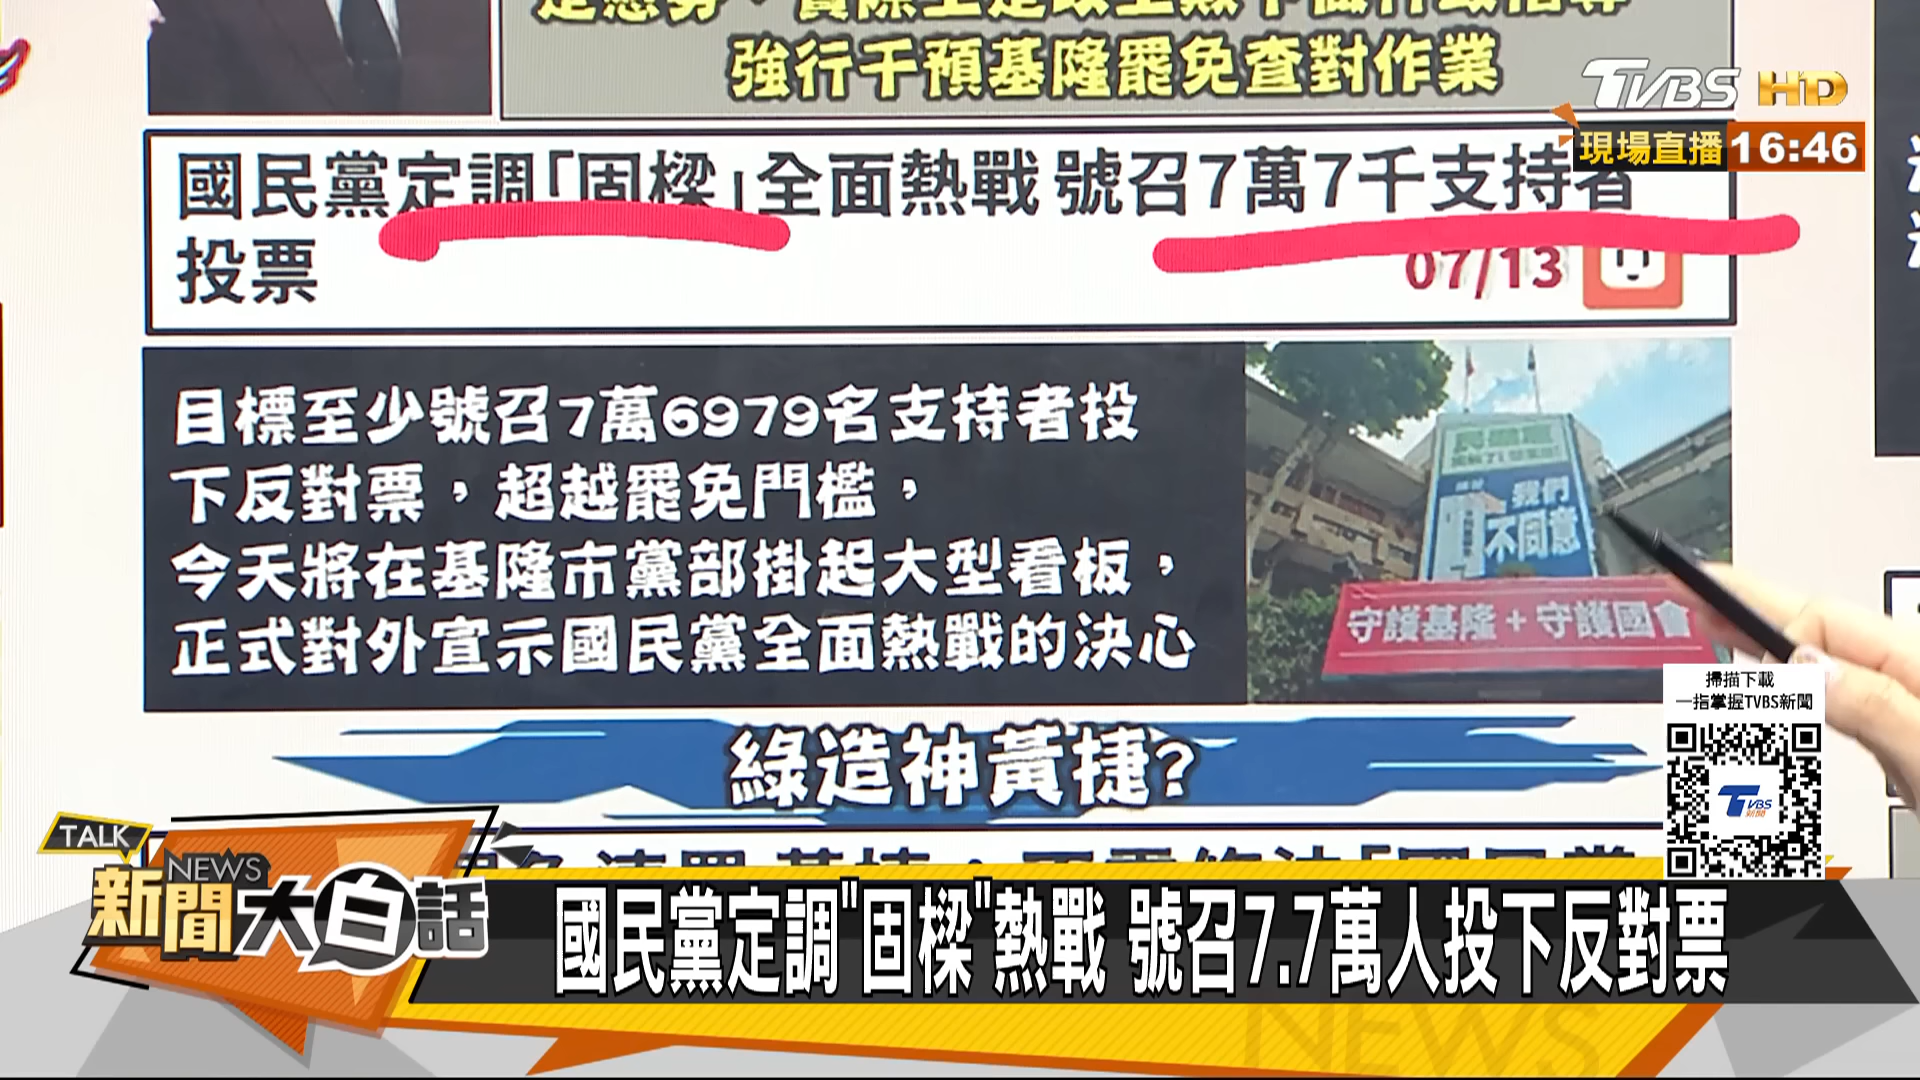 強行干預基隆罷免查對作業
TVBS HD
現場直播 16:46
國民黨定調「固樑」全面熱戰 號召7萬7千支持者
投票
07/13
目標至少號召7萬6979名支持者投
下反對票，超越罷免門檻，
今天將在基隆市黨部掛起大型看板，
正式對外宣示國民黨全面熱戰的決心
我們
不同意
守護基隆+守護國會
掃描下載
一指掌握TVBS新聞
TVBS
新聞
綠造神黃捷?
TALK
NEWS
新聞大白話
國民黨定調"固樑"熱戰 號召7.7萬人投下反對票
NEWS